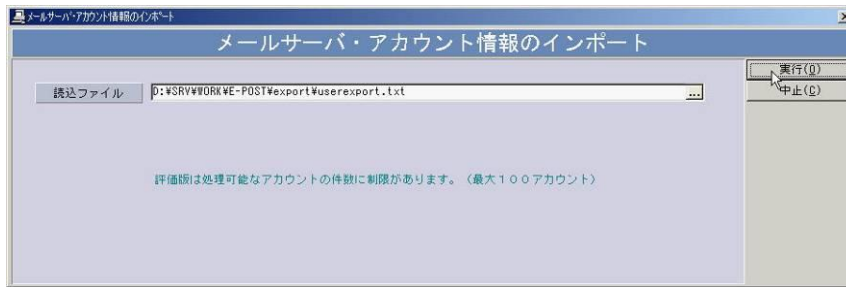 メールサーバ・アカウント情報のインポート
メールサーバ・アカウント情報のインポート
実行(O)
読込ファイル
D:¥SRV¥WORK¥E-POST¥export¥userexport.txt
...
中止(C)
評価版は処理可能なアカウントの件数に制限があります。（最大１００アカウント）